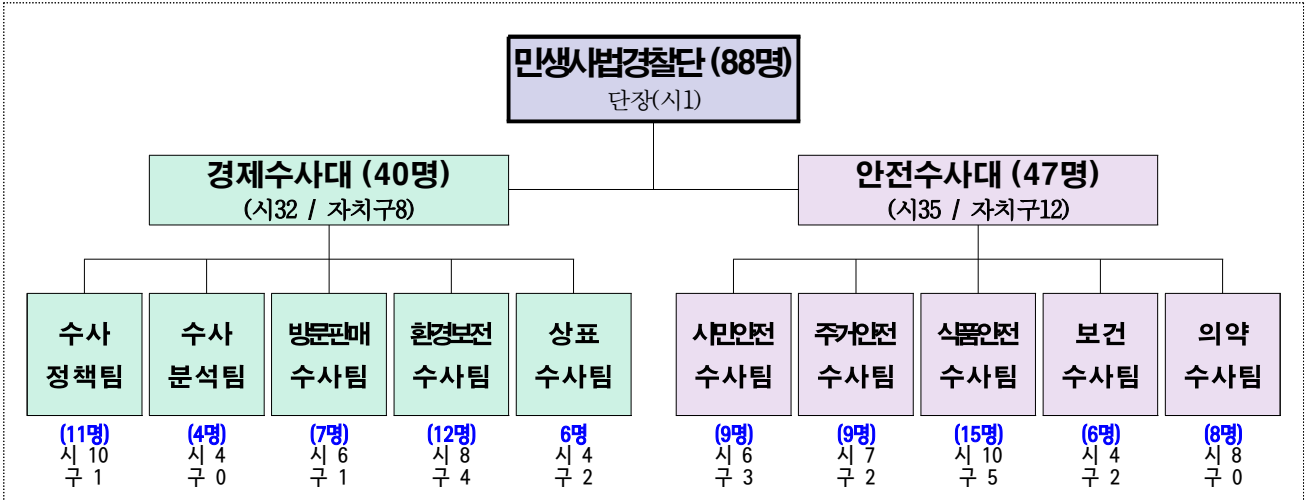 민생사법경찰단 (88명)
단장(시1)
경제수사대 (40명)
(시32 / 자치구8)
안전수사대 (47명)
(시35 / 자치구12)
수사
정책팀
(11명)
시 10
구 1
수사
분석팀
(4명)
시 4
구 0
방문판매
수사팀
(7명)
시 6
구 1
환경보전
수사팀
(12명)
시 8
구 4
상표
수사팀
6명
시 4
구 2
시민안전
수사팀
(9명)
시 6
구 3
주거안전
수사팀
(9명)
시 7
구 2
식품안전
수사팀
(15명)
시 10
구 5
보건
수사팀
(6명)
시 4
구 2
의약
수사팀
(8명)
시 8
구 0